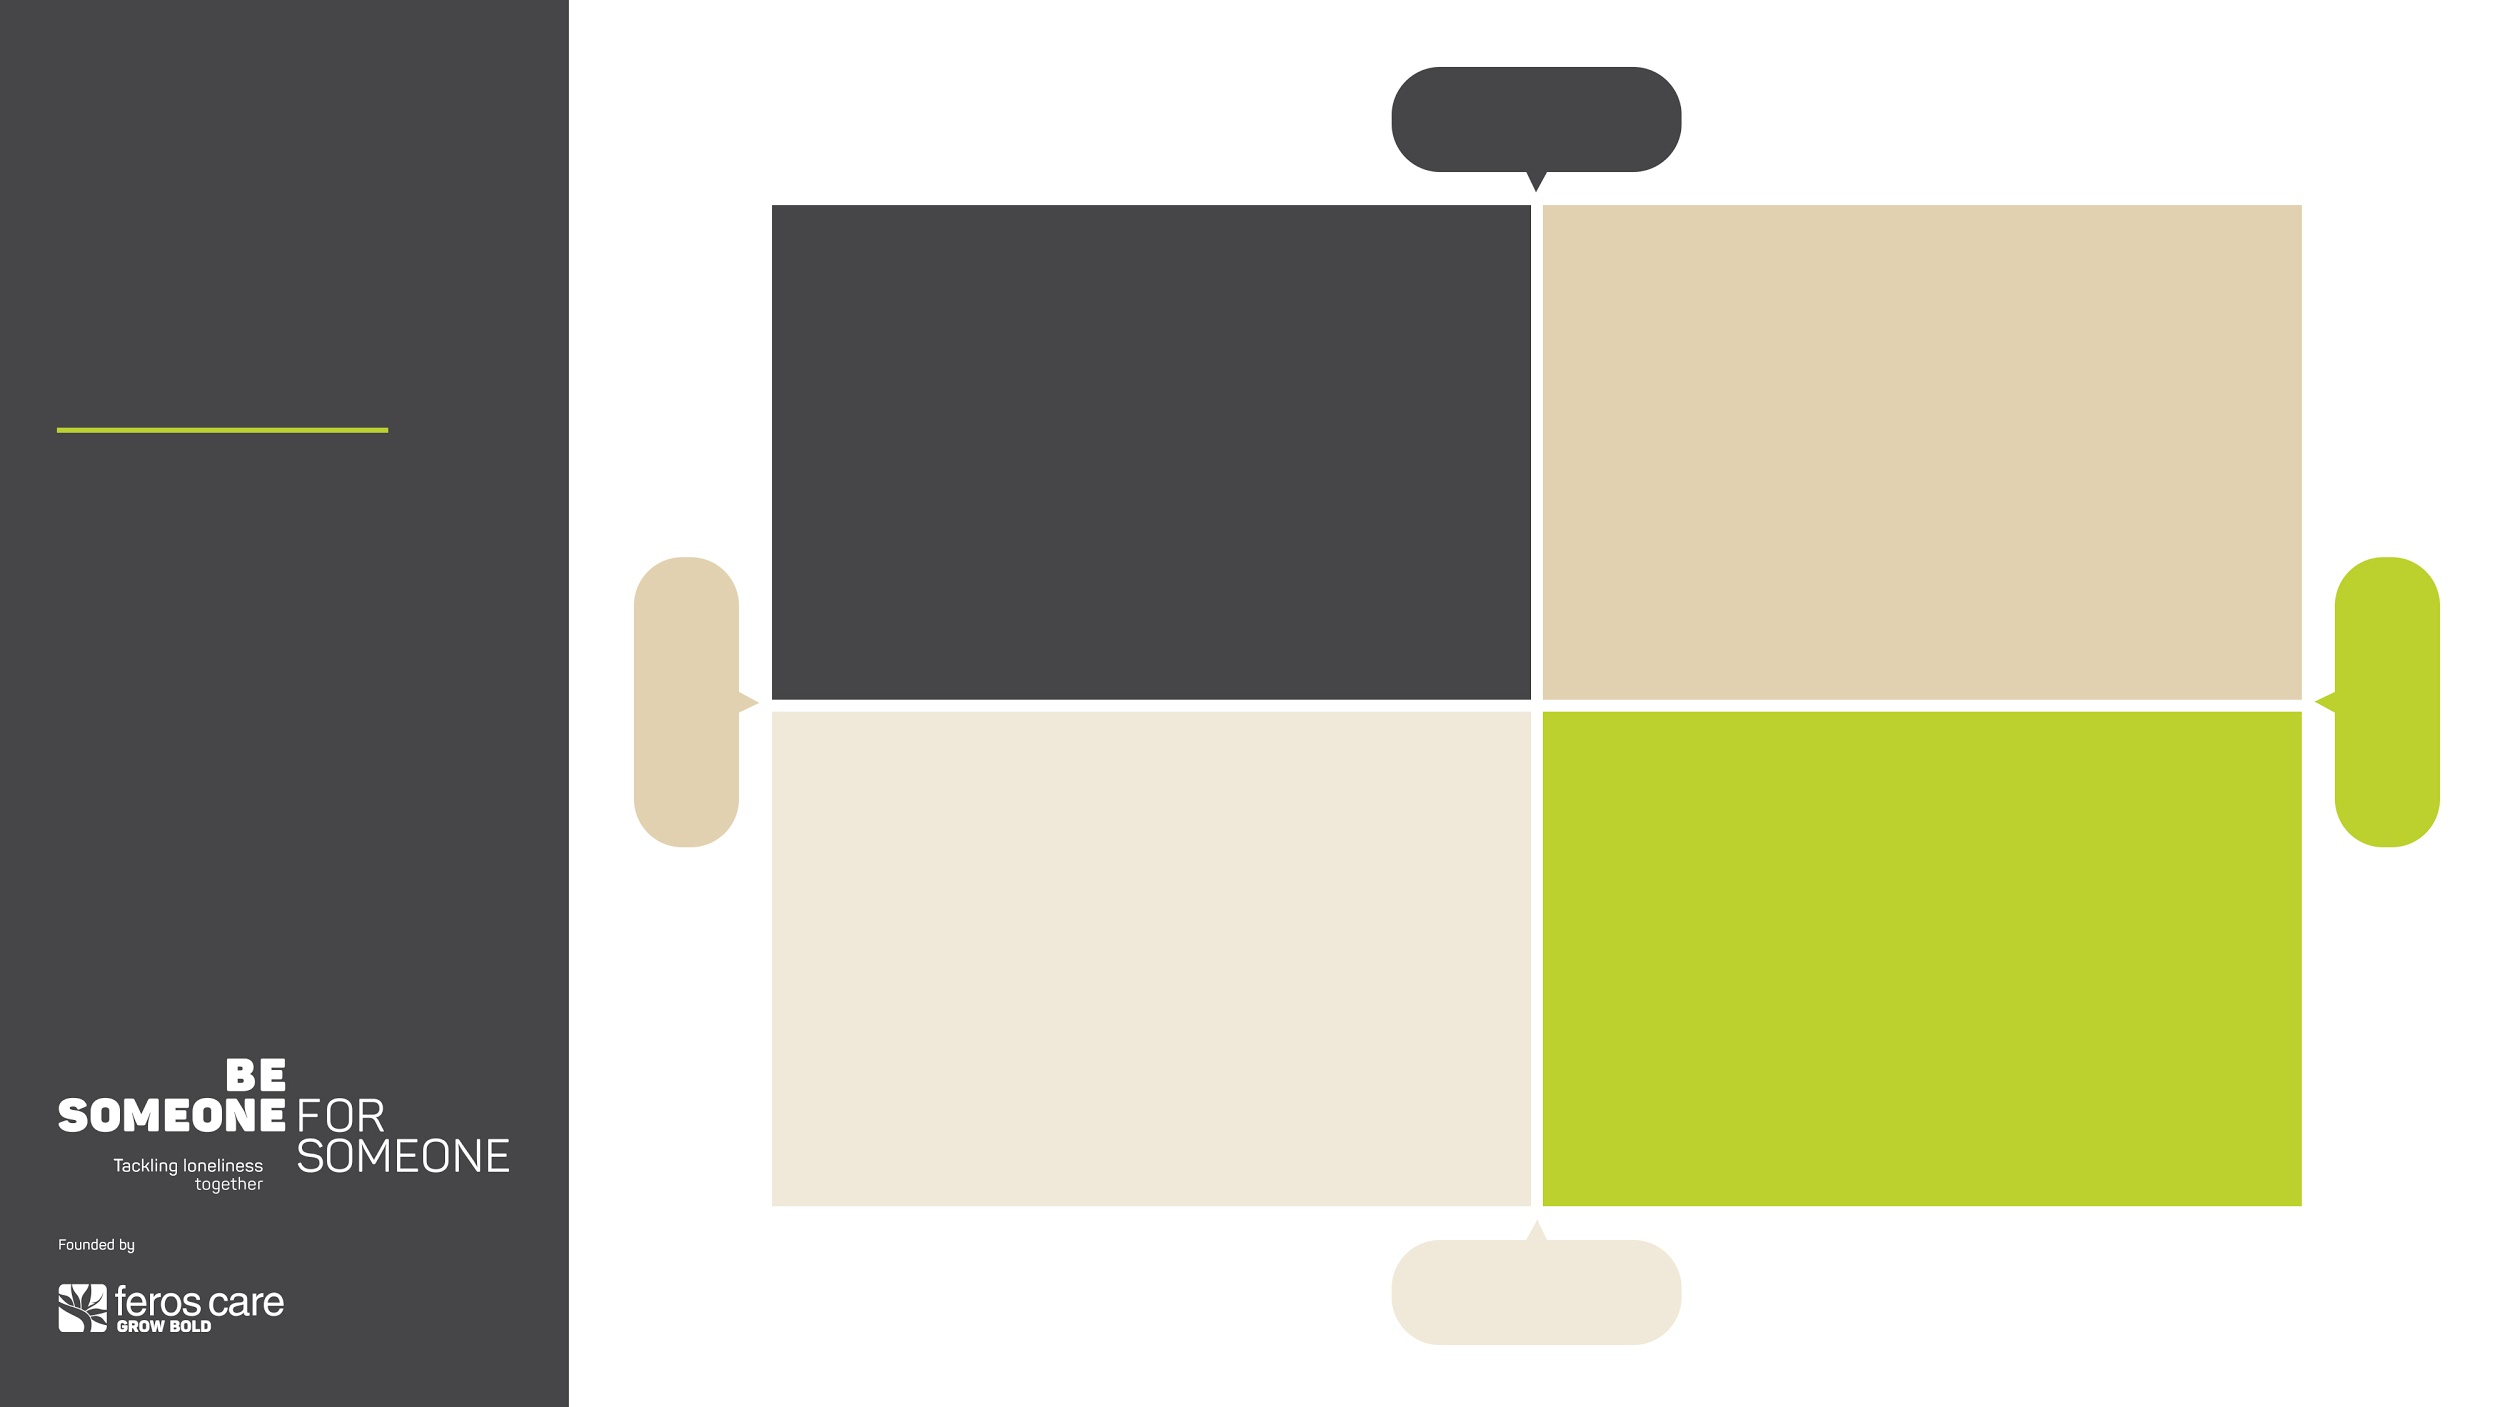 BE
SOMEONE FOR
SOMEONE
Tackling loneliness
together
Founded by
feros care
GROW BOLD